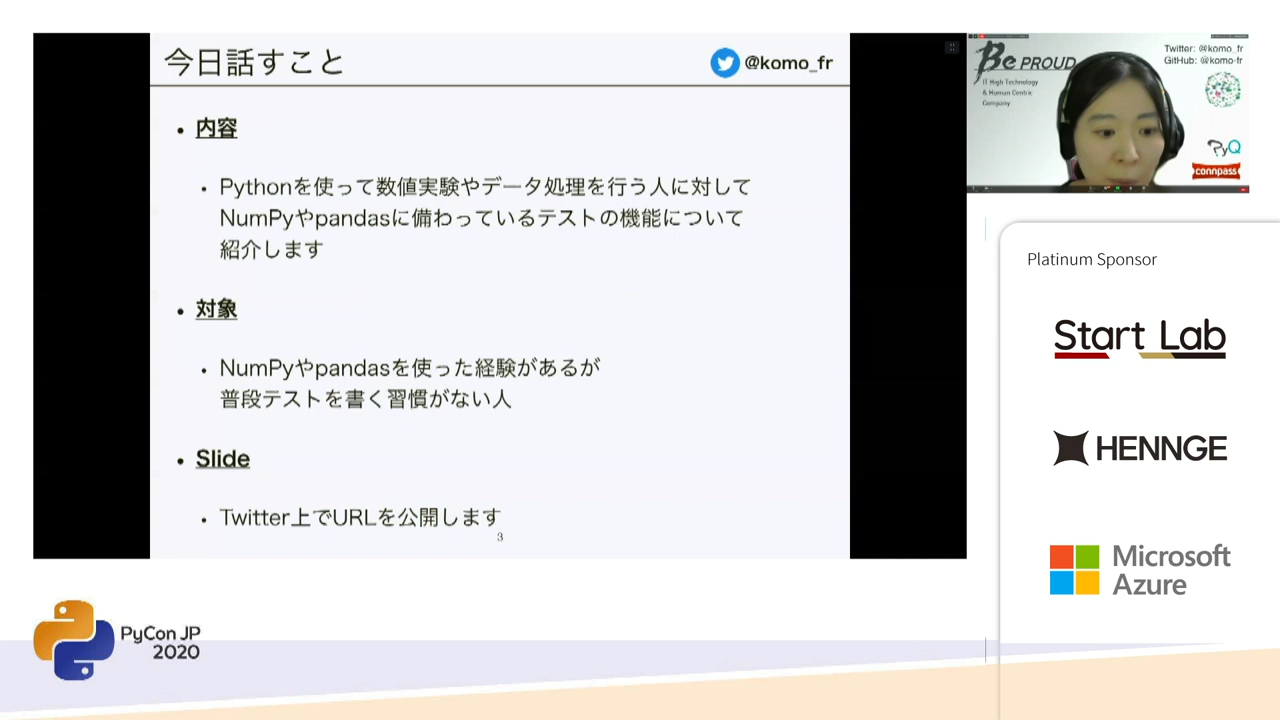 今日話すこと
@komo_fr
• 内容
• Pythonを使って数値実験やデータ処理を行う人に対して
NumPyやpandasに備わっているテストの機能について
紹介します
• 対象
• NumPyやpandasを使った経験があるが
普段テストを書く習慣がない人
• Slide
• Twitter上でURLを公開します
3
Be PROUD
IT High Technology
& Human Centric
Company
Twitter: @komo_fr
GitHub: @komo-fr
PyQ
connpass
Platinum Sponsor
Start Lab
HENNGE
Microsoft
Azure
PyCon JP
2020